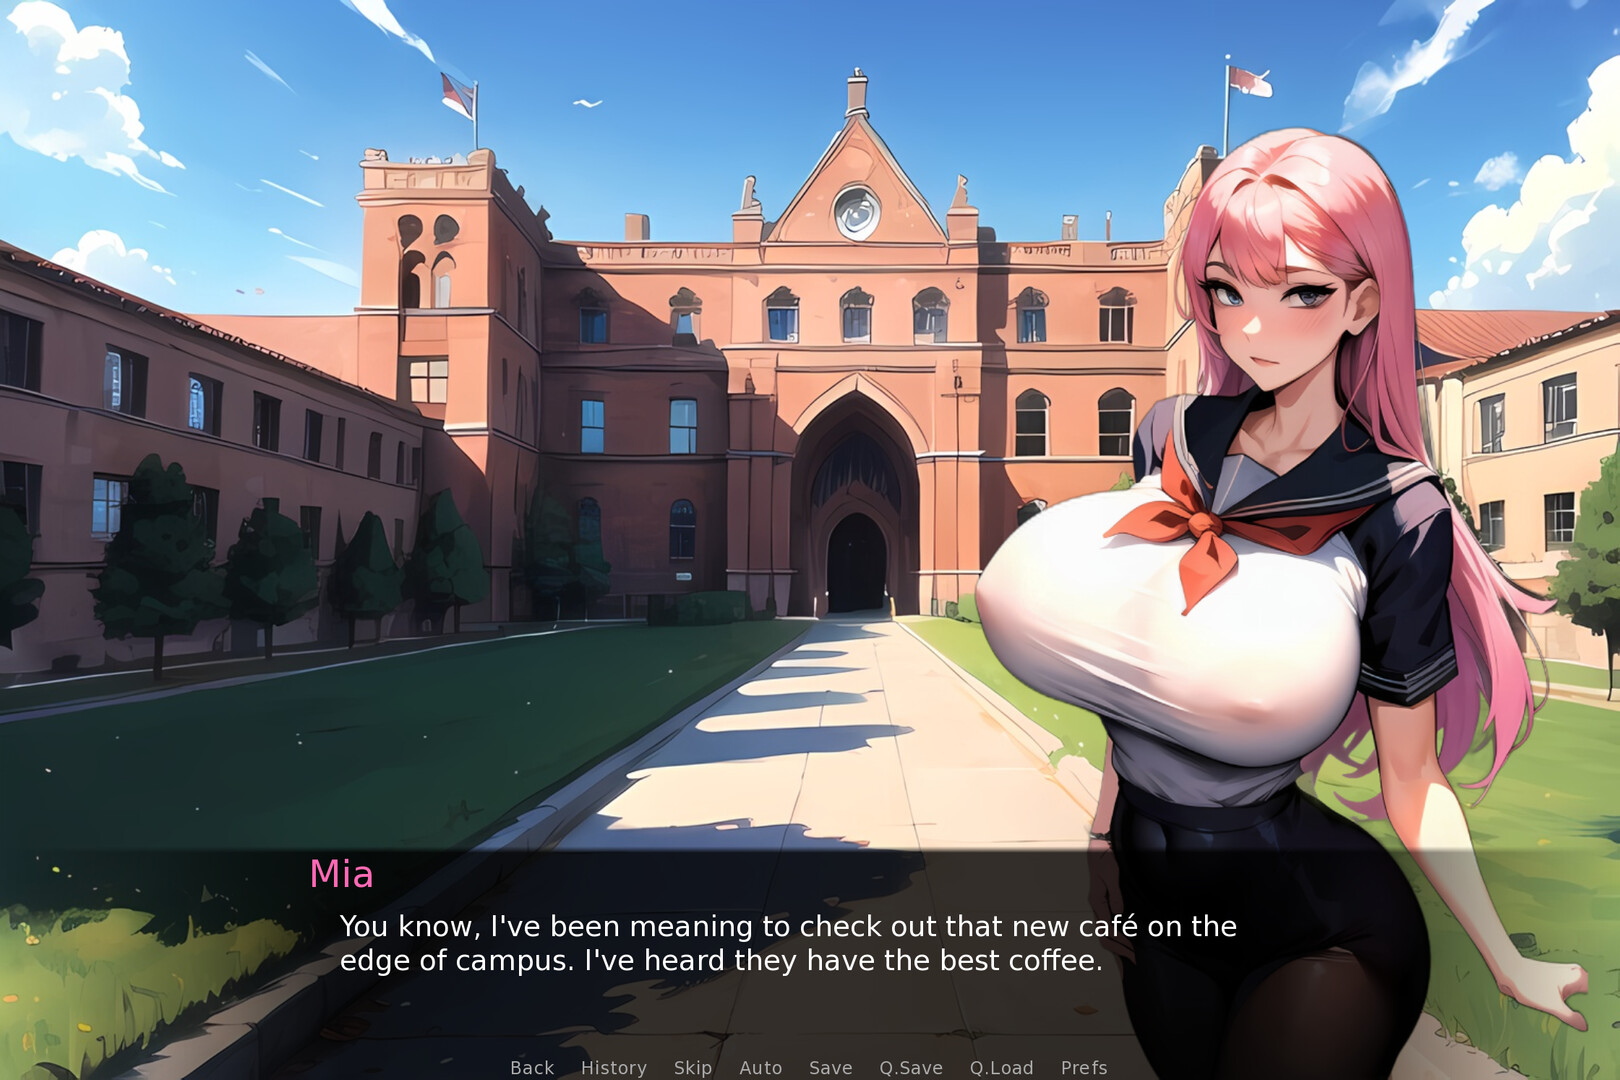 Mia
You know, I've been meaning to check out that new café on the
edge of campus. I've heard they have the best coffee.
Back History Skip Auto Save Q.Save Q.Load Prefs